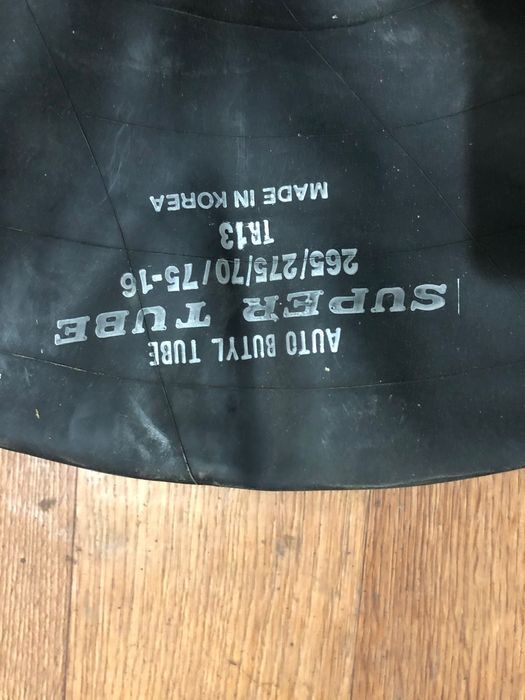 AUTO BUTYL TUBE
SUPER TUBE
265/275/70/75-16
TR13
MADE IN KOREA